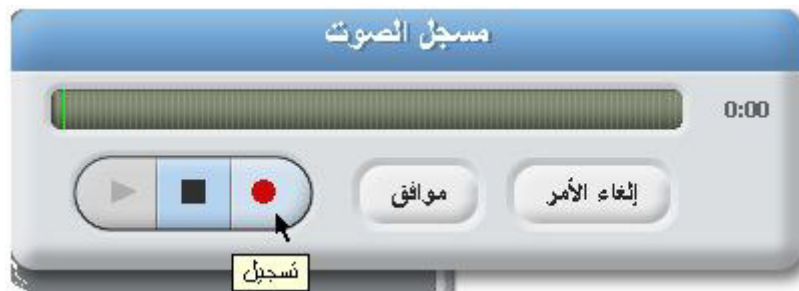 مسجل الصوت
0:00
موافق
إلغاء الأمر
تسجيل